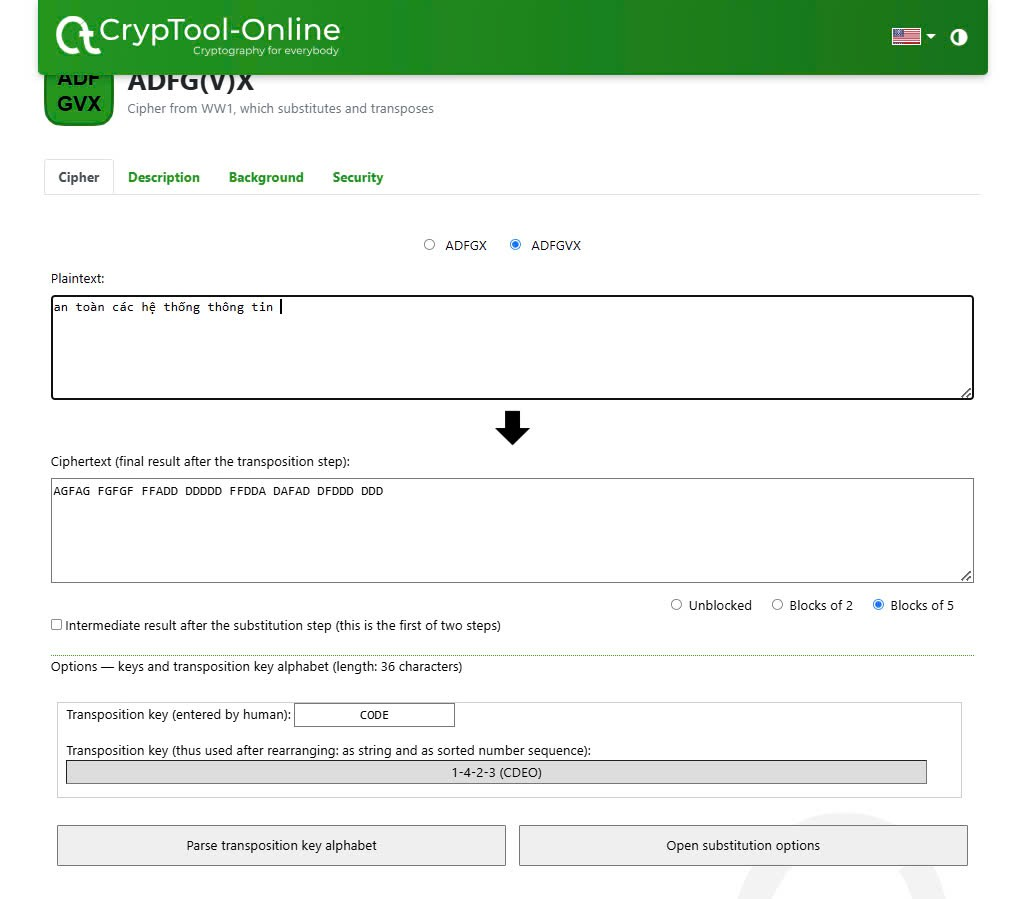 CrypTool-Online
Cryptography for everybody
ADF
GVX
ADFG(V)X
Cipher from WW1, which substitutes and transposes
Cipher Description Background Security
ADFGX ADFGVX
Plaintext:
an toàn các hệ thống thông tin
Ciphertext (final result after the transposition step):
AGFAG FGFGF FFADD DDDDD FFDDA DAFAD DFDDD DDD
Unblocked Blocks of 2 Blocks of 5
Intermediate result after the substitution step (this is the first of two steps)
Options — keys and transposition key alphabet (length: 36 characters)
Transposition key (entered by human): CODE
Transposition key (thus used after rearranging: as string and as sorted number sequence):
1-4-2-3 (CDEO)
Parse transposition key alphabet Open substitution options